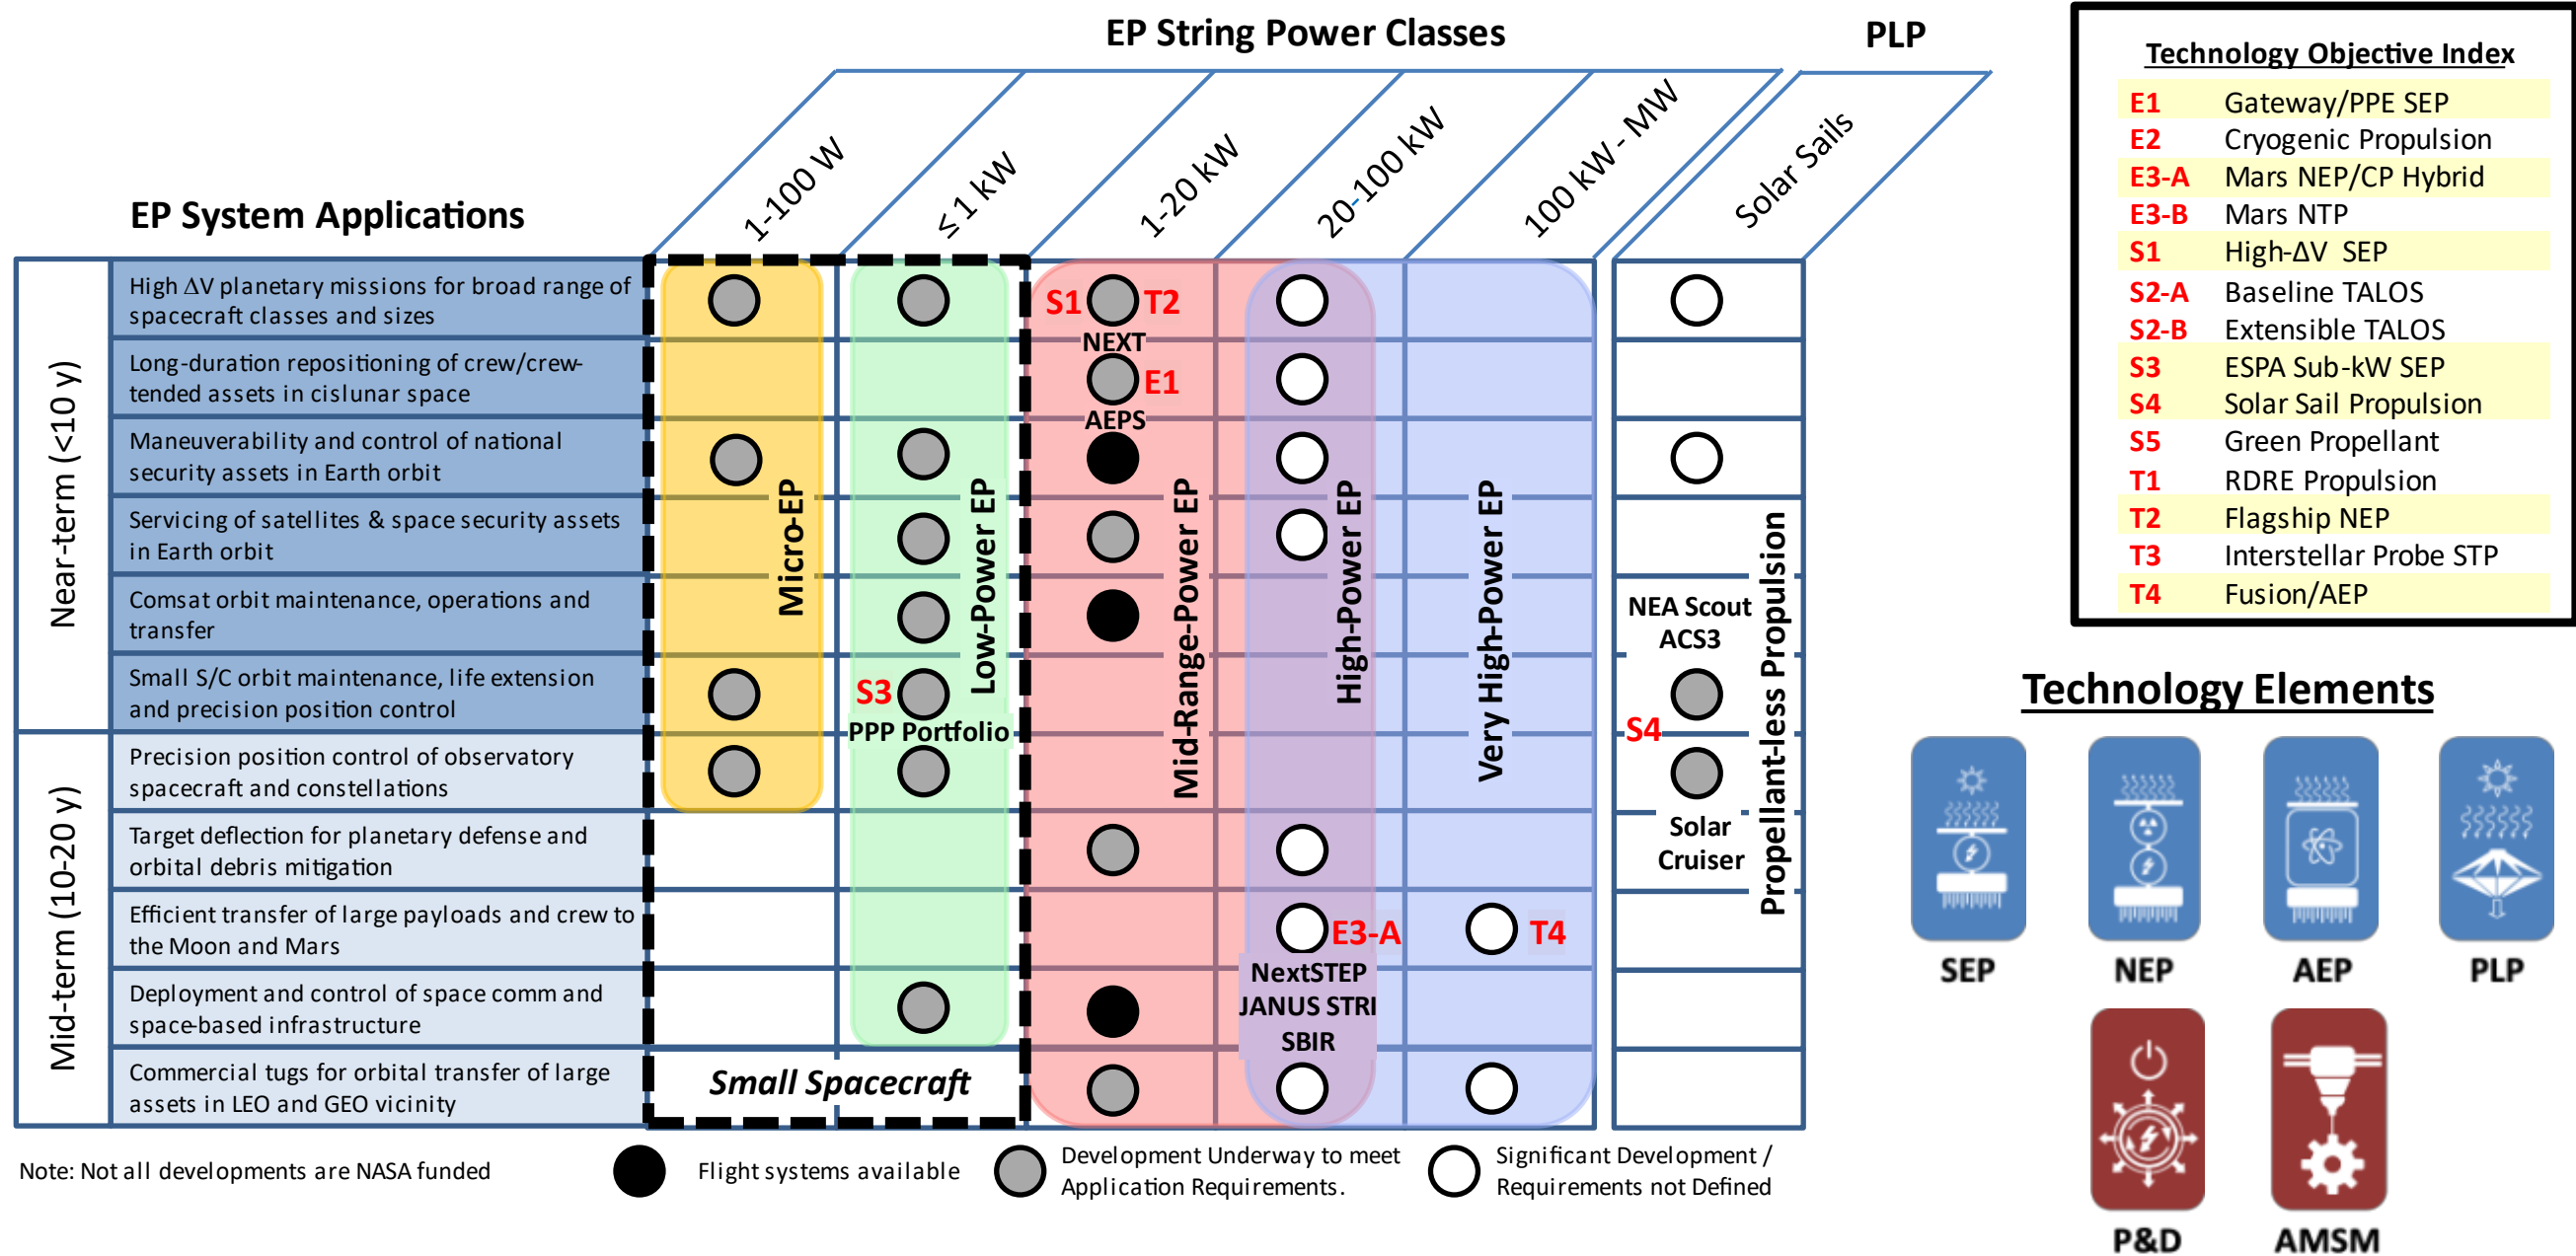 EP String Power Classes
PLP
1-100 W
≤ 1 kW
1-20 kW
20-100 kW
100 kW - MW
Solar Sails
EP System Applications
Near-term (<10 y)
High ΔV planetary missions for broad range of
spacecraft classes and sizes
Long-duration repositioning of crew/crew-
tended assets in cislunar space
Maneuverability and control of national
security assets in Earth orbit
Servicing of satellites & space security assets
in Earth orbit
Comsat orbit maintenance, operations and
transfer
Small S/C orbit maintenance, life extension
and precision position control
Mid-term (10-20 y)
Precision position control of observatory
spacecraft and constellations
Target deflection for planetary defense and
orbital debris mitigation
Efficient transfer of large payloads and crew to
the Moon and Mars
Deployment and control of space comm and
space-based infrastructure
Commercial tugs for orbital transfer of large
assets in LEO and GEO vicinity
Micro-EP
Low-Power EP
S3
PPP Portfolio
Small Spacecraft
S1
T2
NEXT
E1
AEPS
Mid-Range-Power EP
High-Power EP
E3-A
NextSTEP
JANUS STRI
SBIR
Very High-Power EP
T4
NEA Scout
ACS3
S4
Solar
Cruiser
Propellant-less Propulsion
Note: Not all developments are NASA funded
Flight systems available
Development Underway to meet
Application Requirements.
Significant Development /
Requirements not Defined
Technology Objective Index
E1 Gateway/PPE SEP
E2 Cryogenic Propulsion
E3-A Mars NEP/CP Hybrid
E3-B Mars NTP
S1 High-ΔV SEP
S2-A Baseline TALOS
S2-B Extensible TALOS
S3 ESPA Sub-kW SEP
S4 Solar Sail Propulsion
S5 Green Propellant
T1 RDRE Propulsion
T2 Flagship NEP
T3 Interstellar Probe STP
T4 Fusion/AEP
Technology Elements
SEP
NEP
AEP
PLP
P&D
AMSM